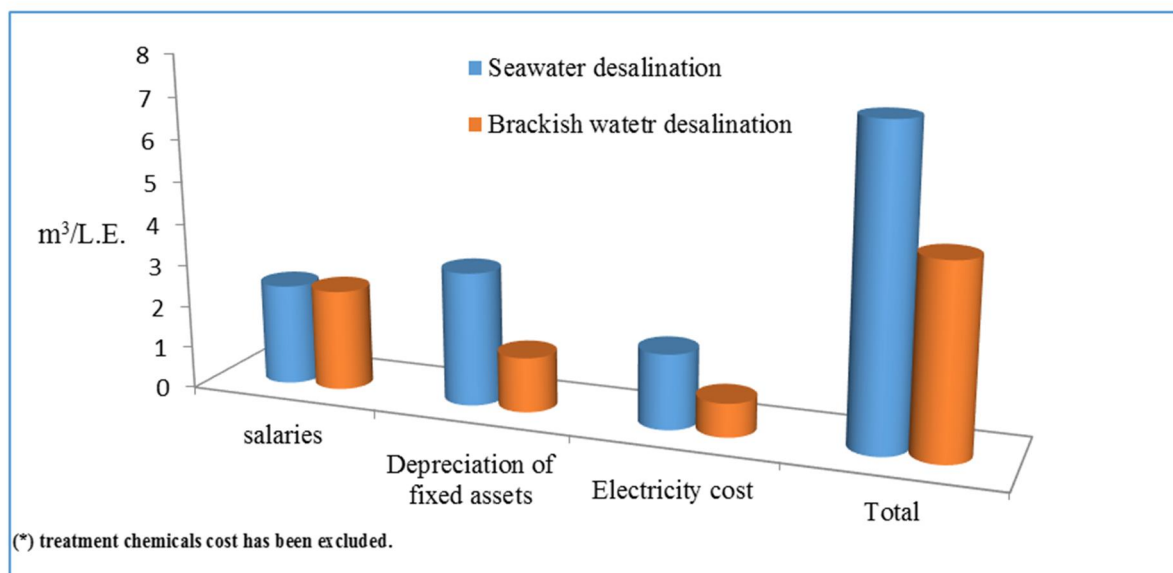 8
7
6
5
4
3
2
1
0
m³/L.E.
Seawater desalination
Brackish watetr desalination
salaries
Depreciation of
fixed assets
Electricity cost
Total
(*) treatment chemicals cost has been excluded.